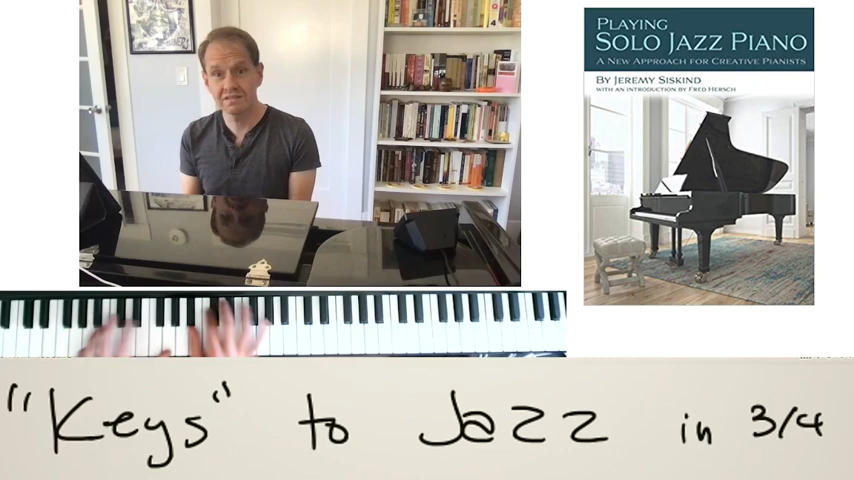 PLAYING
SOLO JAZZ PIANO
A NEW APPROACH FOR CREATIVE PIANISTS
BY JEREMY SISKIND
WITH AN INTRODUCTION BY FRED HERSCH
"Keys" to Jazz in 3/4